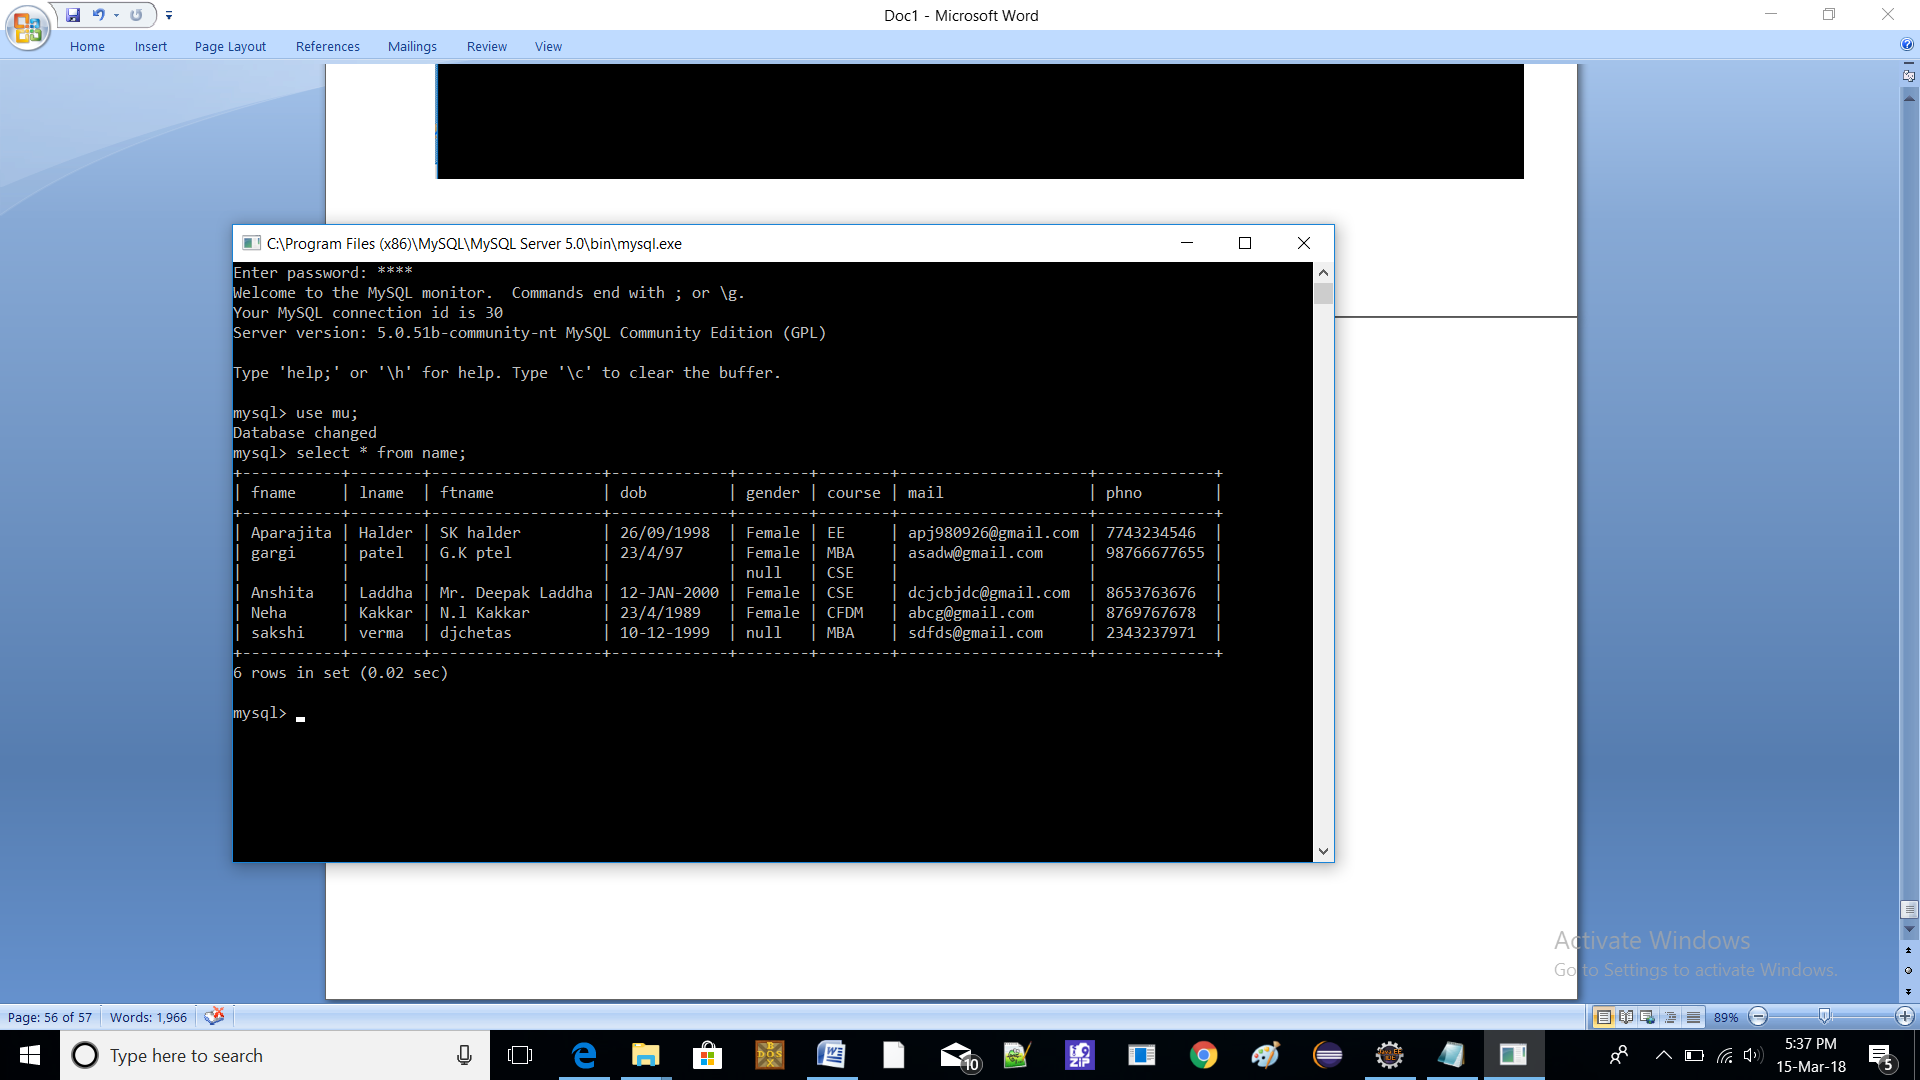 Doc1 - Microsoft Word
Home Insert Page Layout References Mailings Review View
C:\Program Files (x86)\MySQL\MySQL Server 5.0\bin\mysql.exe
Enter password: ****
Welcome to the MySQL monitor.  Commands end with ; or \g.
Your MySQL connection id is 30
Server version: 5.0.51b-community-nt MySQL Community Edition (GPL)
Type 'help;' or '\h' for help. Type '\c' to clear the buffer.
mysql> use mu;
Database changed
mysql> select * from name;
+-----------+--------+-------------------+-------------+--------+--------+---------------------+-------------+
| fname     | lname  | ftname            | dob         | gender | course | mail                | phno        |
+-----------+--------+-------------------+-------------+--------+--------+---------------------+-------------+
| Aparajita | Halder | SK halder         | 26/09/1998  | Female | EE     | apj980926@gmail.com | 7743234546  |
| gargi     | patel  | G.K ptel          | 23/4/97     | Female | MBA    | asadw@gmail.com     | 98766677655 |
|           |        |                   |             | null   | CSE    |                     |             |
| Anshita   | Laddha | Mr. Deepak Laddha | 12-JAN-2000 | Female | CSE    | dcjcbjdc@gmail.com  | 8653763676  |
| Neha      | Kakkar | N.l Kakkar        | 23/4/1989   | Female | CFDM   | abcg@gmail.com      | 8769767678  |
| sakshi    | verma  | djchetas          | 10-12-1999  | null   | MBA    | sdfds@gmail.com     | 2343237971  |
+-----------+--------+-------------------+-------------+--------+--------+---------------------+-------------+
6 rows in set (0.02 sec)
mysql>
Activate Windows
Go to Settings to activate Windows.
Page: 56 of 57 Words: 1,966 89%
Type here to search
10
5:37 PM
15-Mar-18
5